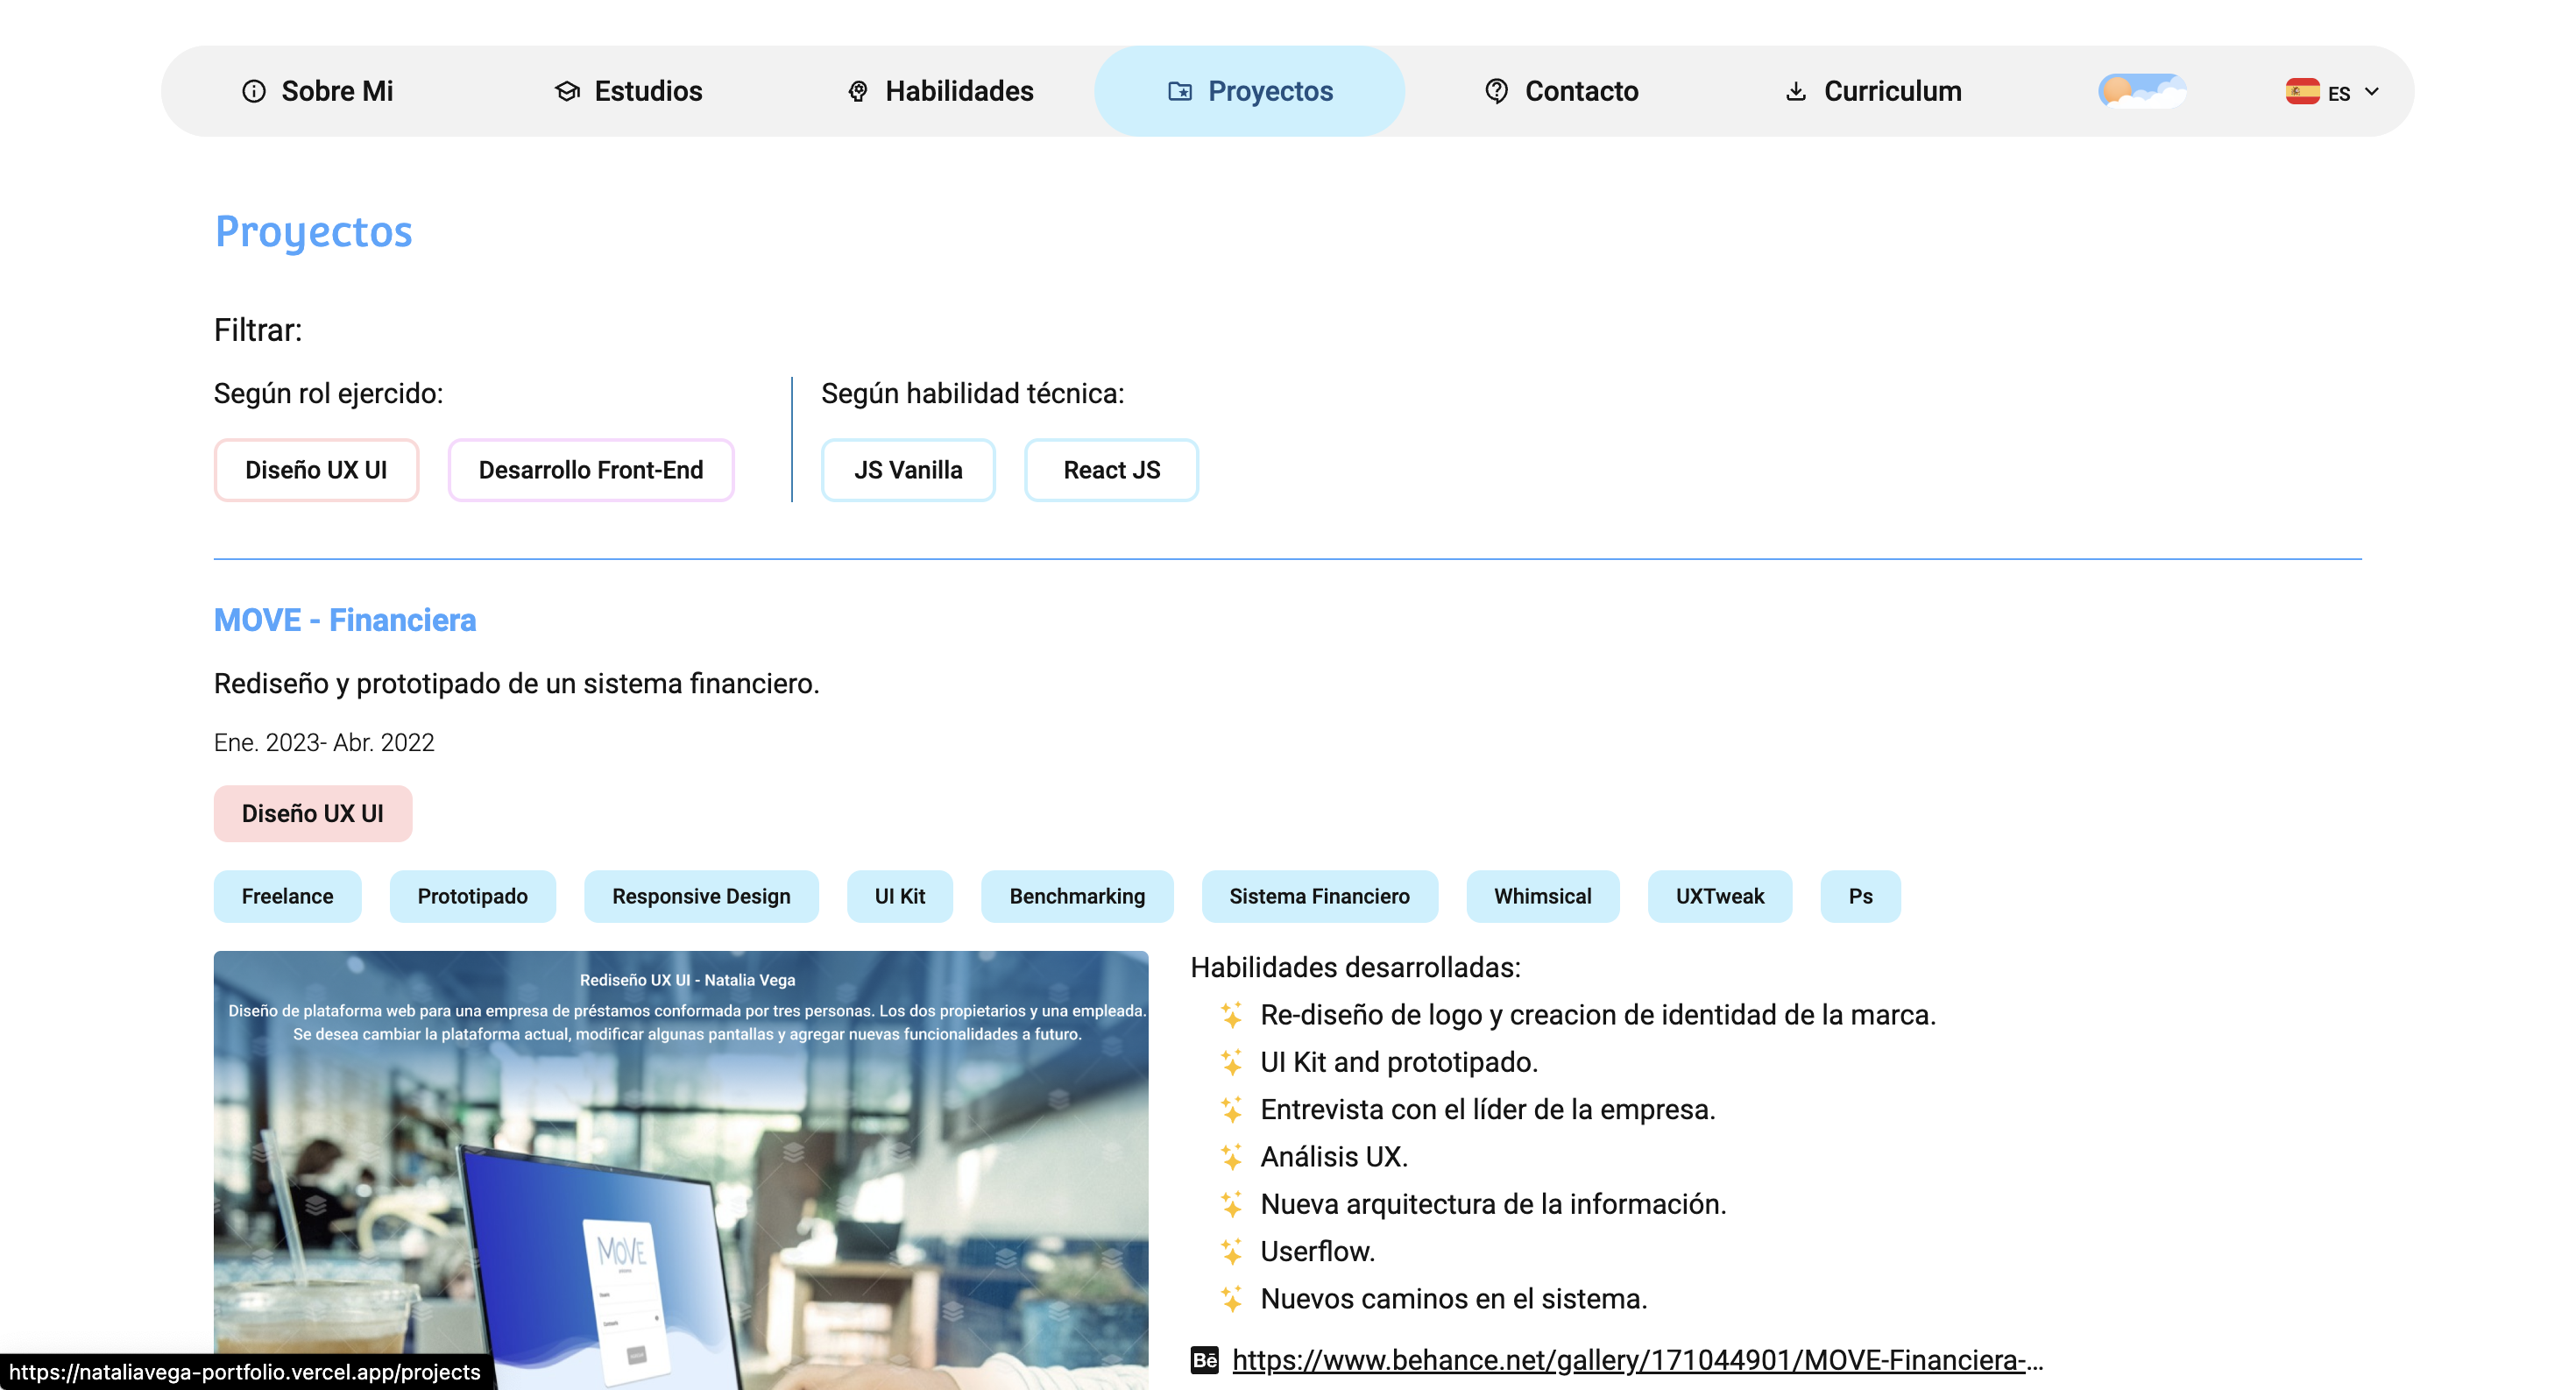 Sobre Mi
Estudios
Habilidades
Proyectos
Contacto
Curriculum
ES
Proyectos
Filtrar:
Según rol ejercido:
Según habilidad técnica:
Diseño UX UI
Desarrollo Front-End
JS Vanilla
React JS
MOVE - Financiera
Rediseño y prototipado de un sistema financiero.
Ene. 2023- Abr. 2022
Diseño UX UI
Freelance
Prototipado
Responsive Design
UI Kit
Benchmarking
Sistema Financiero
Whimsical
UXTweak
Ps
Rediseño UX UI - Natalia Vega
Diseño de plataforma web para una empresa de préstamos conformada por tres personas. Los dos propietarios y una empleada.
Se desea cambiar la plataforma actual, modificar algunas pantallas y agregar nuevas funcionalidades a futuro.
MOVE
Habilidades desarrolladas:
Re-diseño de logo y creacion de identidad de la marca.
UI Kit and prototipado.
Entrevista con el líder de la empresa.
Análisis UX.
Nueva arquitectura de la información.
Userflow.
Nuevos caminos en el sistema.
Bē https://www.behance.net/gallery/171044901/MOVE-Financiera-...
https://nataliavega-portfolio.vercel.app/projects